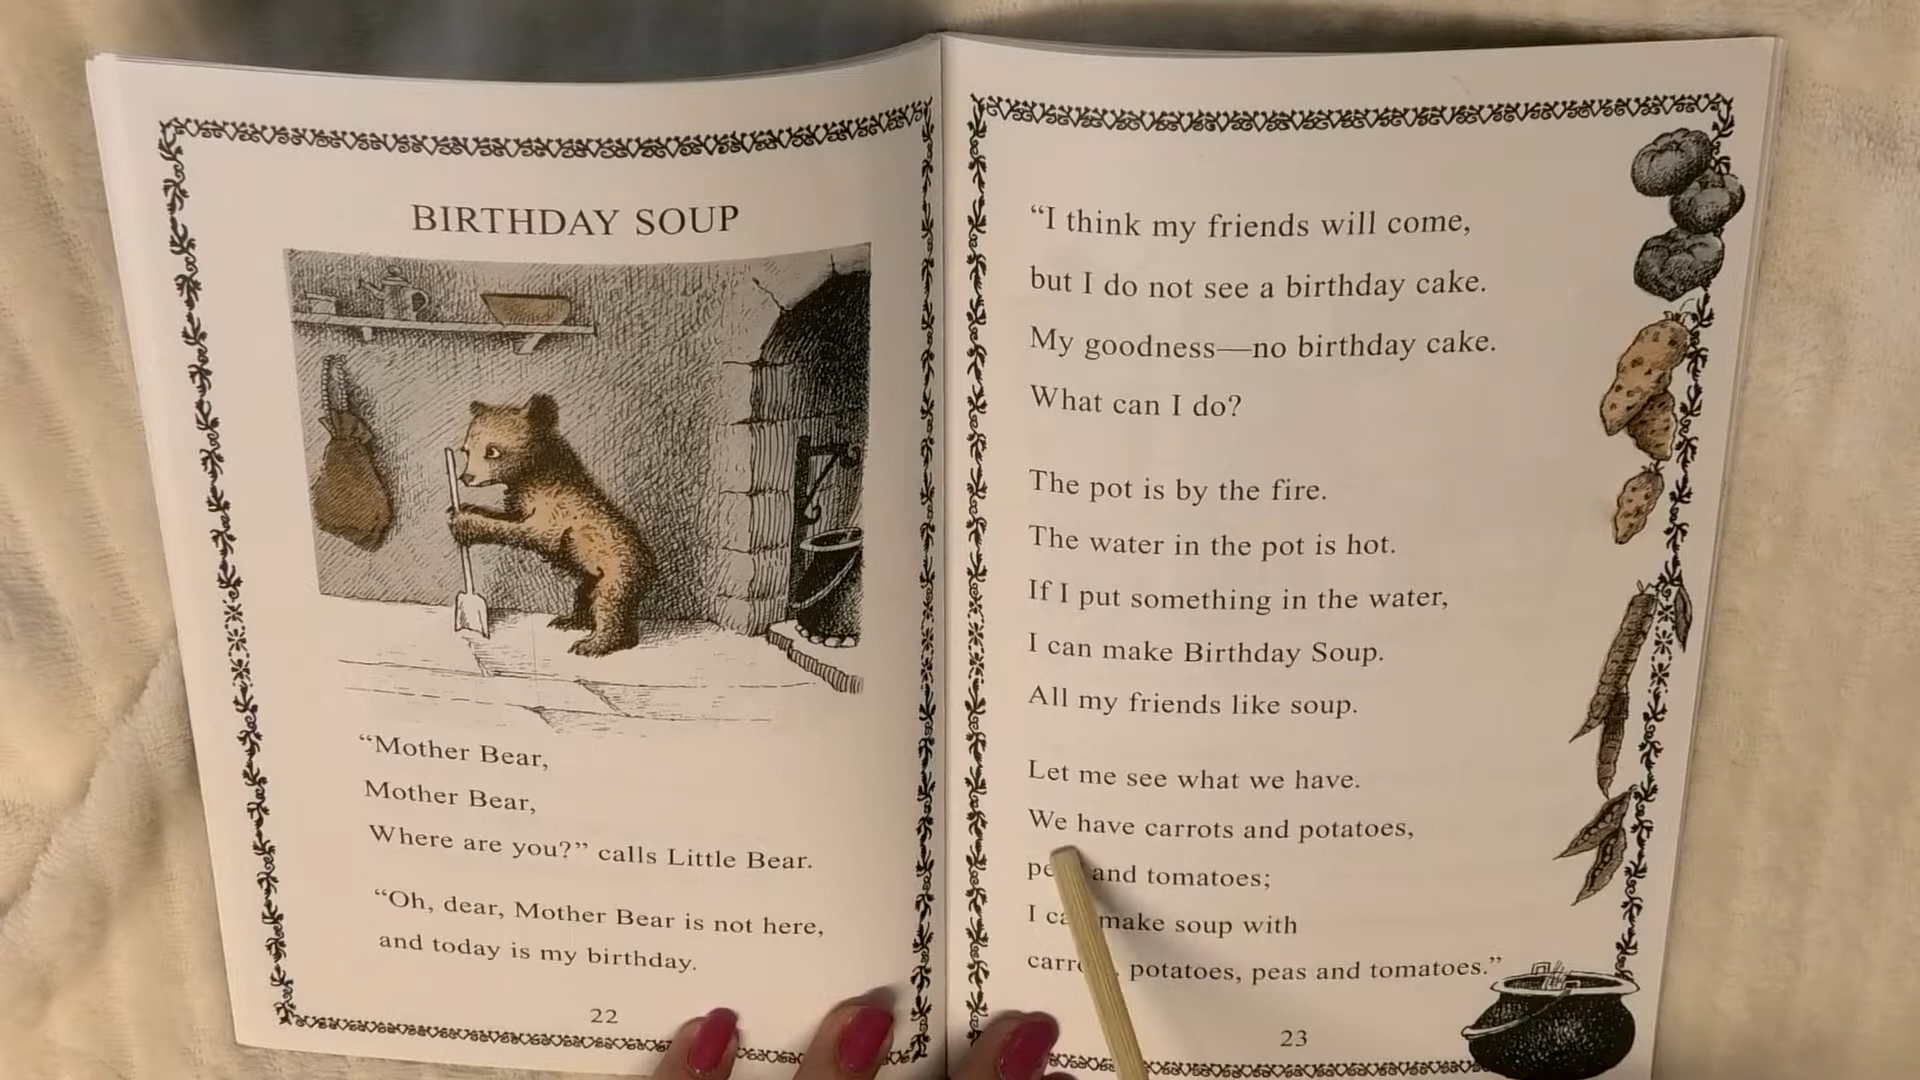 BIRTHDAY SOUP
“Mother Bear,
Mother Bear,
Where are you?” calls Little Bear.
“Oh, dear, Mother Bear is not here,
and today is my birthday.
22
“I think my friends will come,
but I do not see a birthday cake.
My goodness—no birthday cake.
What can I do?
The pot is by the fire.
The water in the pot is hot.
If I put something in the water,
I can make Birthday Soup.
All my friends like soup.
Let me see what we have.
We have carrots and potatoes,
and tomatoes;
I make soup with
potatoes, peas and tomatoes.”
23